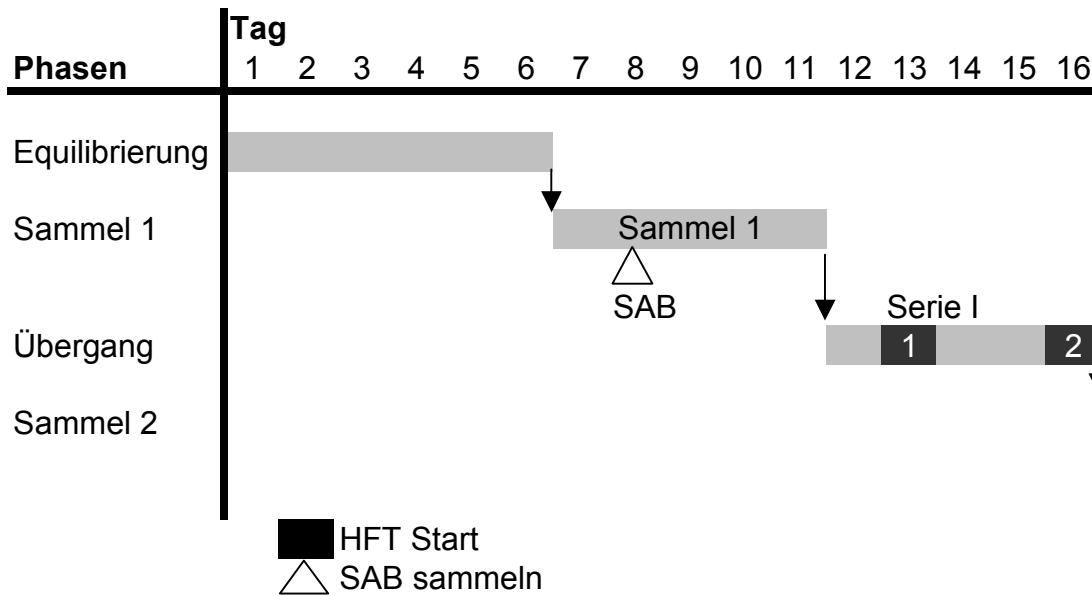 Tag
Phasen 1 2 3 4 5 6 7 8 9 10 11 12 13 14 15 16
Equilibrierung
Sammel 1 Sammel 1
SAB
Serie I
Übergang 1 2
Sammel 2
HFT Start
SAB sammeln